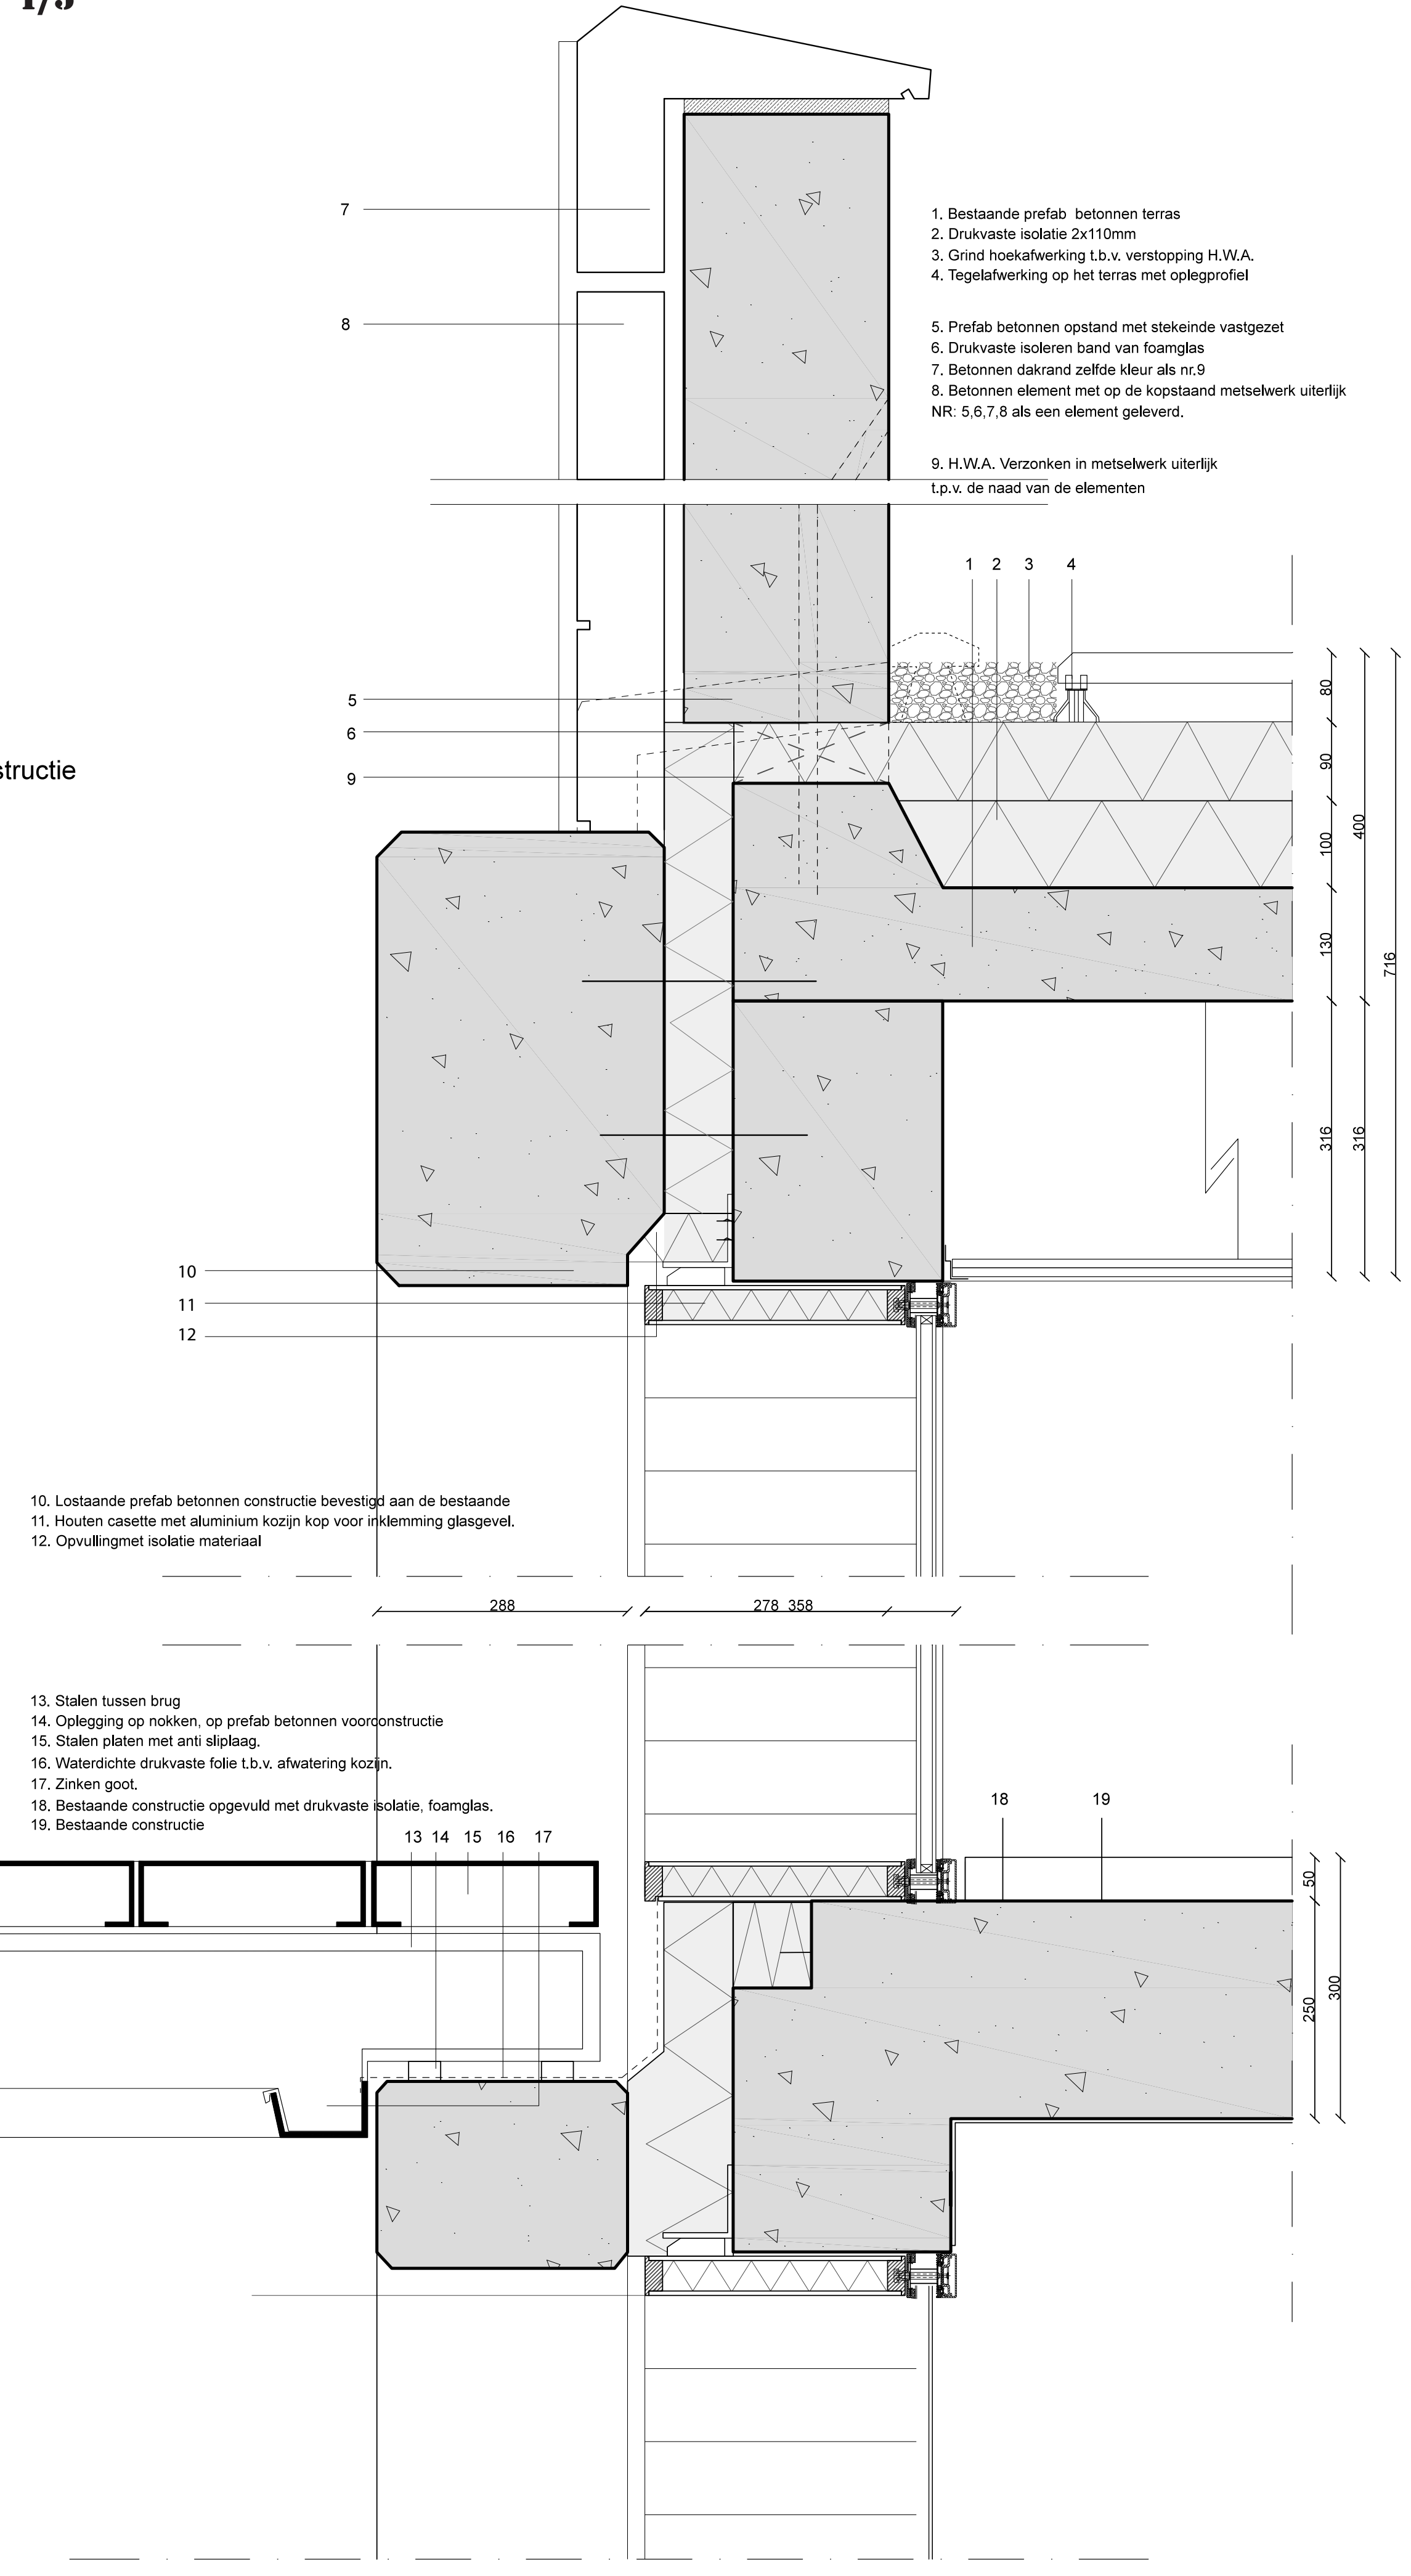 1/5
7
8
1. Bestaande prefab betonnen terras
2. Drukvaste isolatie 2x110mm
3. Grind hoekafwerking t.b.v. verstopping H.W.A.
4. Tegelafwerking op het terras met oplegprofiel
5. Prefab betonnen opstand met stekeinde vastgezet
6. Drukvaste isoleren band van foamglas
7. Betonnen dakrand zelfde kleur als nr.9
8. Betonnen element met op de kopstaand metselwerk uiterlijk
NR: 5,6,7,8 als een element geleverd.
9. H.W.A. Verzonken in metselwerk uiterlijk
t.p.v. de naad van de elementen
1 2 3 4
5
6
9
structie
80
90
100
130
316
400
316
716
10
11
12
10. Lostaande prefab betonnen constructie bevestigd aan de bestaande
11. Houten casette met aluminium kozijn kop voor inklemming glasgevel.
12. Opvullingmet isolatie materiaal
288
278 358
13. Stalen tussen brug
14. Oplegging op nokken, op prefab betonnen voorconstructie
15. Stalen platen met anti sliplaag.
16. Waterdichte drukvaste folie t.b.v. afwatering kozijn.
17. Zinken goot.
18. Bestaande constructie opgevuld met drukvaste isolatie, foamglas.
19. Bestaande constructie
13 14 15 16 17
18 19
50
250
300